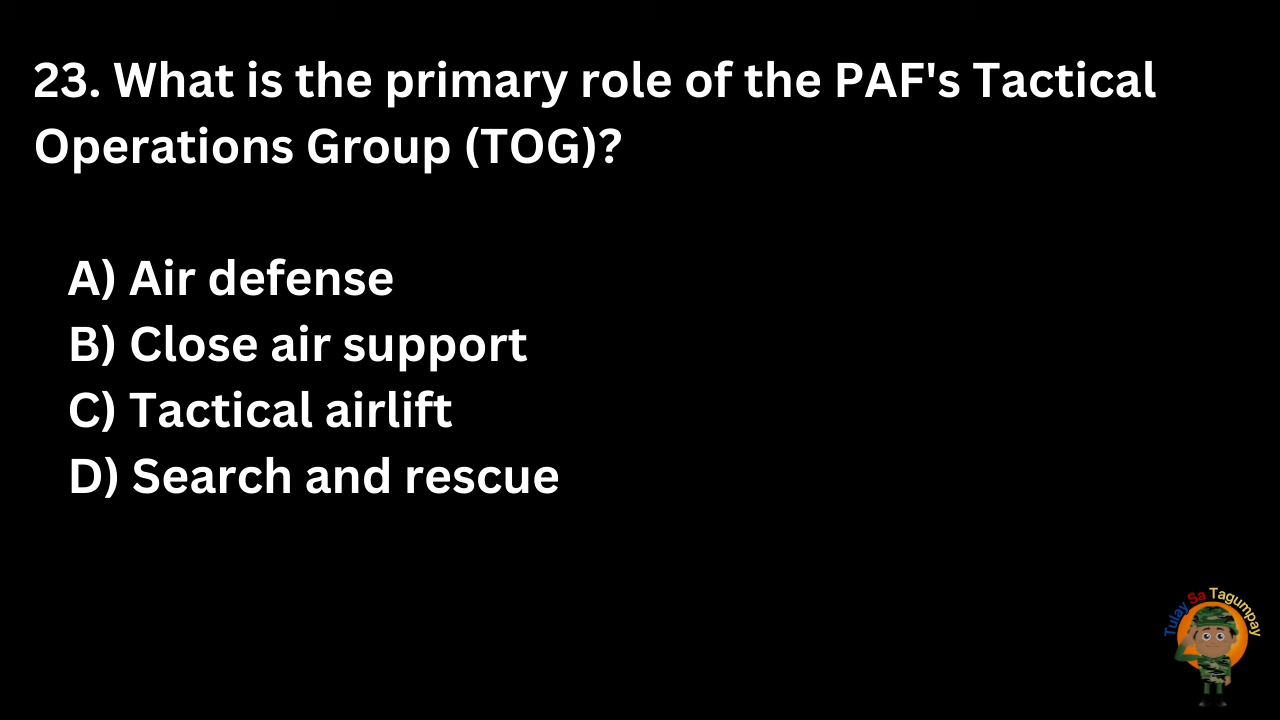 23. What is the primary role of the PAF's Tactical
Operations Group (TOG)?
A) Air defense
B) Close air support
C) Tactical airlift
D) Search and rescue
Tulay Sa Tagumpay